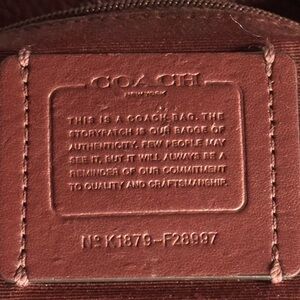 COACH
NEW YORK
THIS IS A COACH BAG. THE
STORYPATCH IS OUR BADGE OF
AUTHENTICITY. FEW PEOPLE MAY
SEE IT, BUT IT WILL ALWAYS BE A
REMINDER OF OUR COMMITMENT
TO QUALITY AND CRAFTSMANSHIP.
Nº K1879-F28997